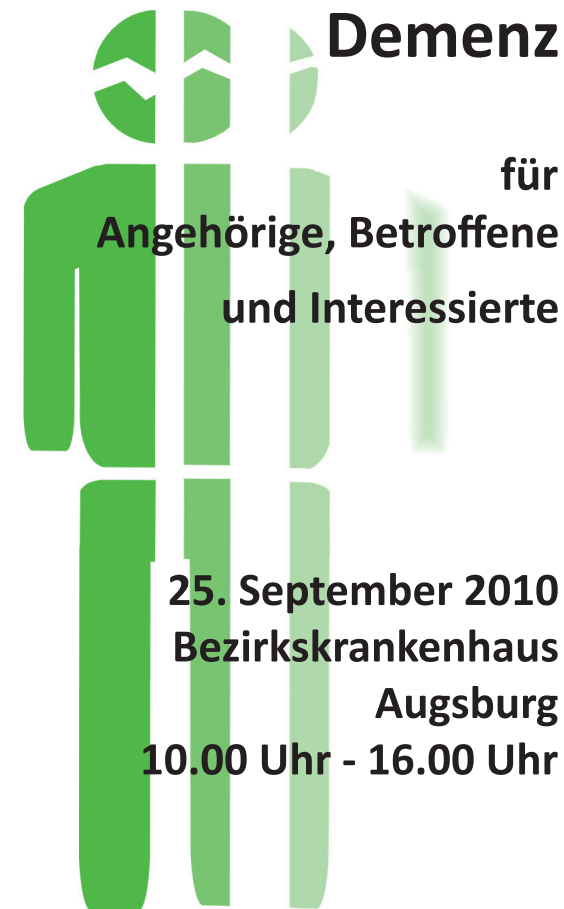 Demenz
für
Angehörige, Betroffene
und Interessierte
25. September 2010
Bezirkskrankenhaus
Augsburg
10.00 Uhr - 16.00 Uhr